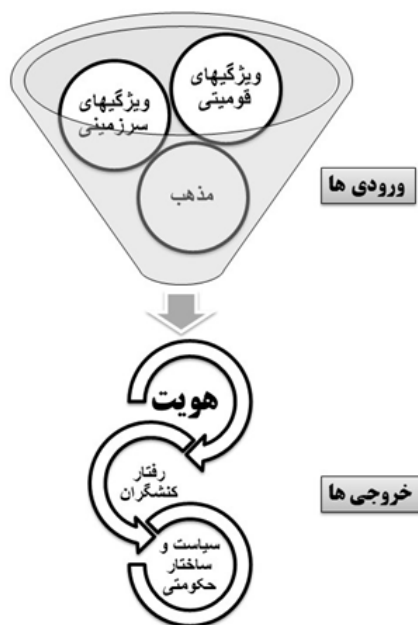 ویژگیهای
قومیتی
ویژگیهای
سرزمینی
مذهب
ورودی ها
هویت
رفتار
کنشگران
خروجی ها
سیاست و
ساختار
حکومتی